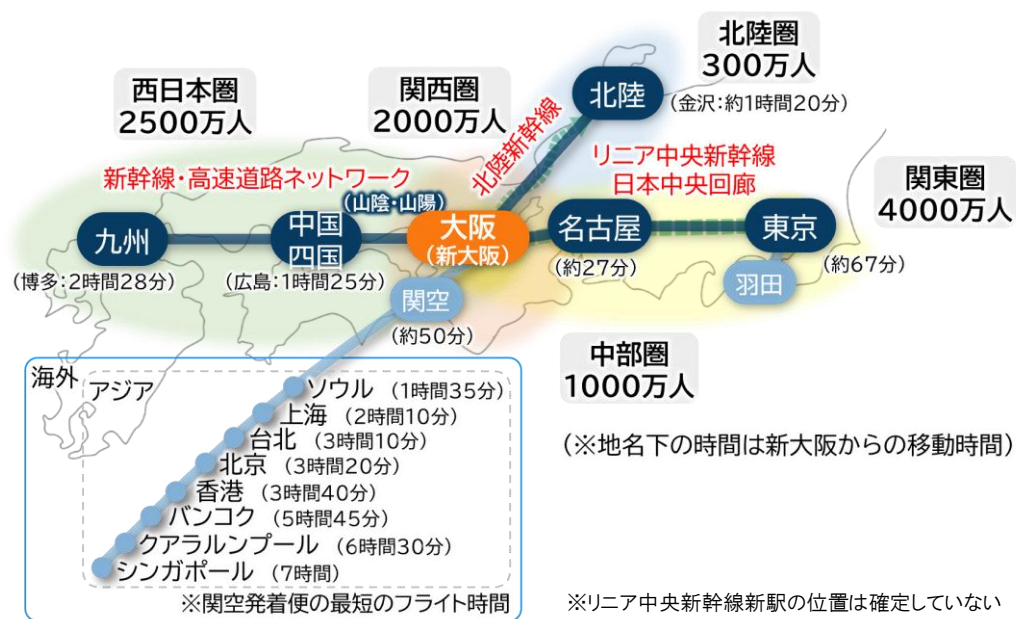 北陸圏
300万人
西日本圏
2500万人
関西圏
2000万人
北陸
(金沢:約1時間20分)
北陸新幹線
リニア中央新幹線
日本中央回廊
関東圏
4000万人
新幹線・高速道路ネットワーク
(山陰・山陽)
九州
(博多:2時間28分)
中国
四国
(広島:1時間25分)
大阪
(新大阪)
名古屋
(約27分)
東京
(約67分)
羽田
関空
(約50分)
中部圏
1000万人
海外
アジア
ソウル (1時間35分)
上海 (2時間10分)
台北 (3時間10分)
北京 (3時間20分)
香港 (3時間40分)
バンコク (5時間45分)
クアラルンプール (6時間30分)
シンガポール (7時間)
※関空発着便の最短のフライト時間
(※地名下の時間は新大阪からの移動時間)
※リニア中央新幹線新駅の位置は確定していない